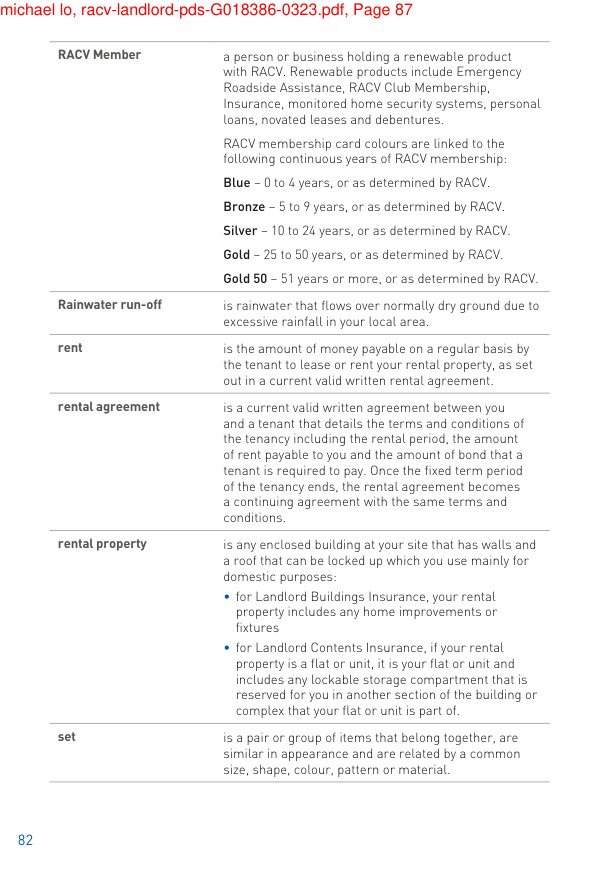 michael lo, racv-landlord-pds-G018386-0323.pdf, Page 87
RACV Member
a person or business holding a renewable product
with RACV. Renewable products include Emergency
Roadside Assistance, RACV Club Membership,
Insurance, monitored home security systems, personal
loans, novated leases and debentures.
RACV membership card colours are linked to the
following continuous years of RACV membership:
Blue – 0 to 4 years, or as determined by RACV.
Bronze – 5 to 9 years, or as determined by RACV.
Silver – 10 to 24 years, or as determined by RACV.
Gold – 25 to 50 years, or as determined by RACV.
Gold 50 – 51 years or more, or as determined by RACV.
Rainwater run-off
is rainwater that flows over normally dry ground due to
excessive rainfall in your local area.
rent
is the amount of money payable on a regular basis by
the tenant to lease or rent your rental property, as set
out in a current valid written rental agreement.
rental agreement
is a current valid written agreement between you
and a tenant that details the terms and conditions of
the tenancy including the rental period, the amount
of rent payable to you and the amount of bond that a
tenant is required to pay. Once the fixed term period
of the tenancy ends, the rental agreement becomes
a continuing agreement with the same terms and
conditions.
rental property
is any enclosed building at your site that has walls and
a roof that can be locked up which you use mainly for
domestic purposes:
• for Landlord Buildings Insurance, your rental
property includes any home improvements or
fixtures
• for Landlord Contents Insurance, if your rental
property is a flat or unit, it is your flat or unit and
includes any lockable storage compartment that is
reserved for you in another section of the building or
complex that your flat or unit is part of.
set
is a pair or group of items that belong together, are
similar in appearance and are related by a common
size, shape, colour, pattern or material.
82